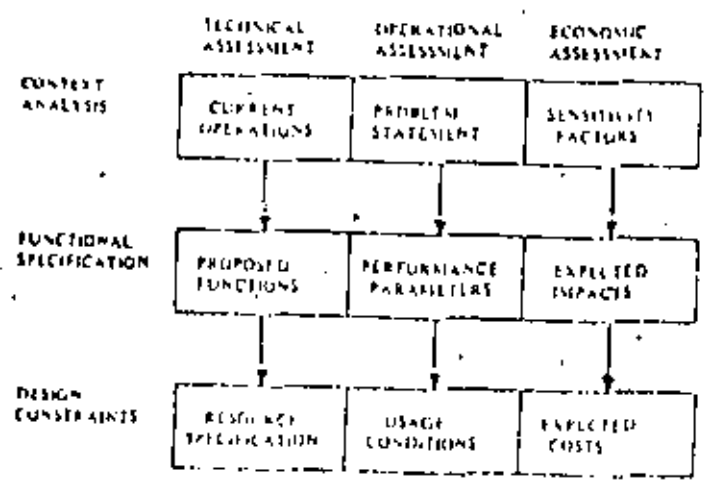 TECHNICAL ASSESSMENT
OPERATIONAL ASSESSMENT
ECONOMIC ASSESSMENT
CONTEXT ANALYSIS
CURRENT OPERATIONS
PROBLEM STATEMENT
SENSITIVITY FACTORS
FUNCTIONAL SPECIFICATION
PROPOSED FUNCTIONS
PERFORMANCE PARAMETERS
EXPECTED IMPACTS
DESIGN CONSTRAINTS
RESOURCE SPECIFICATION
USAGE CONDITIONS
EXPECTED COSTS